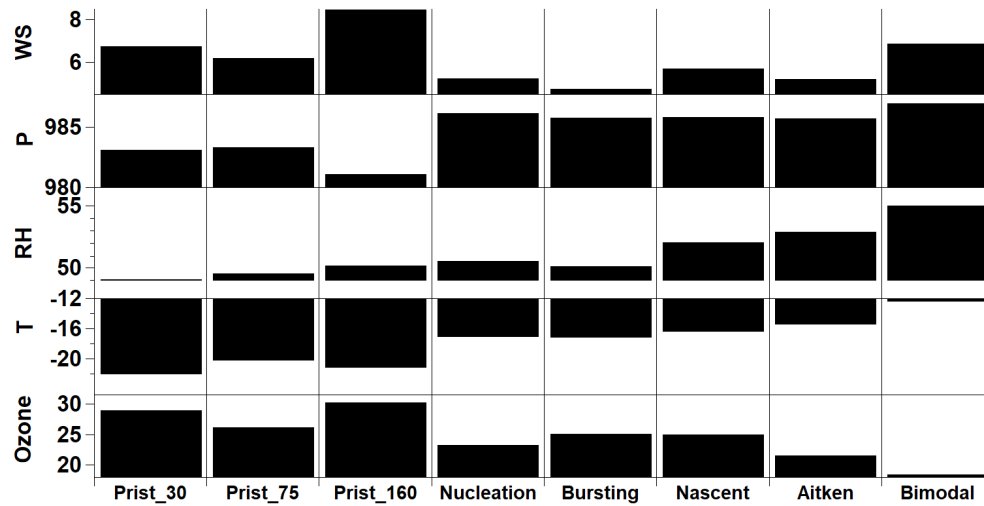 WS
8
6
P
985
980
RH
55
50
T
-12
-16
-20
Ozone
30
25
20
Prist_30 Prist_75 Prist_160 Nucleation Bursting Nascent Aitken Bimodal